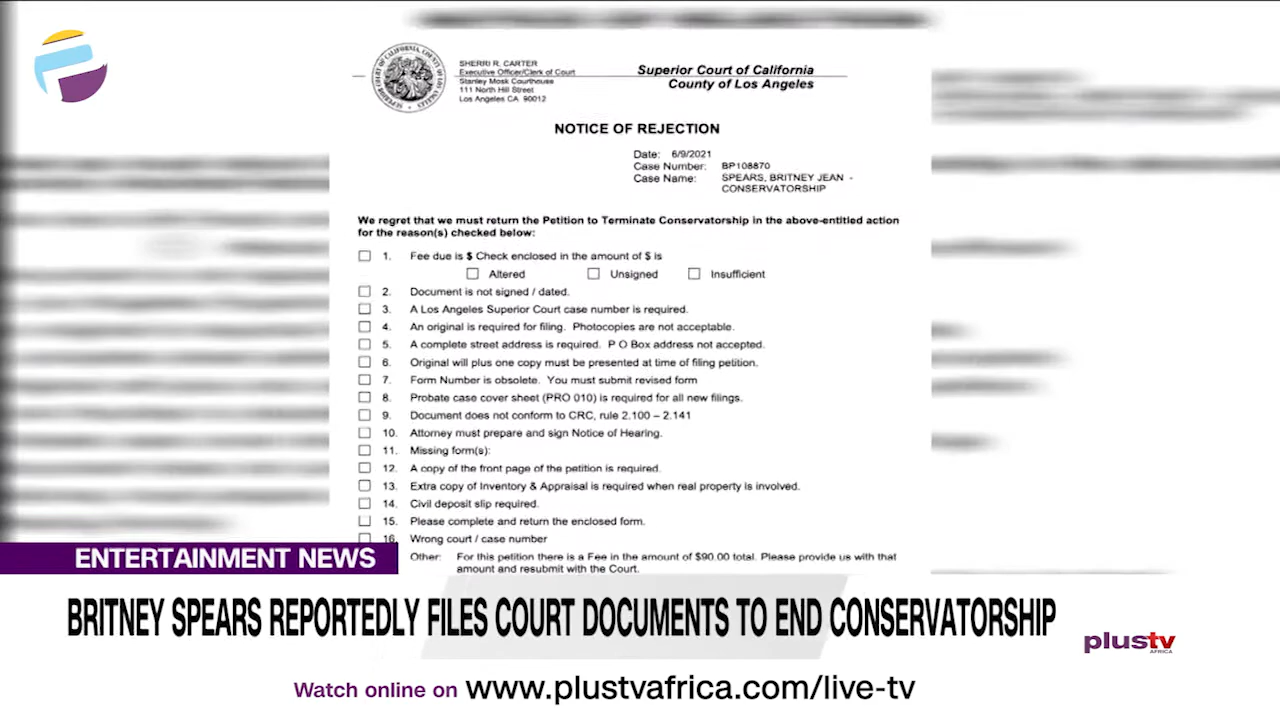 SHERRI R. CARTER
Executive Officer/Clerk of Court
Stanley Mosk Courthouse
111 North Hill Street
Los Angeles CA 90012
Superior Court of California
County of Los Angeles
NOTICE OF REJECTION
Date: 6/9/2021
Case Number: BP108870
Case Name: SPEARS, BRITNEY JEAN -
CONSERVATORSHIP
We regret that we must return the Petition to Terminate Conservatorship in the above-entitled action
for the reason(s) checked below:
1. Fee due is $ Check enclosed in the amount of $ is
Altered Unsigned Insufficient
2. Document is not signed / dated.
3. A Los Angeles Superior Court case number is required.
4. An original is required for filing. Photocopies are not acceptable.
5. A complete street address is required. P O Box address not accepted.
6. Original will plus one copy must be presented at time of filing petition.
7. Form Number is obsolete. You must submit revised form
8. Probate case cover sheet (PRO 010) is required for all new filings.
9. Document does not conform to CRC, rule 2.100 – 2.141
10. Attorney must prepare and sign Notice of Hearing.
11. Missing form(s):
12. A copy of the front page of the petition is required.
13. Extra copy of Inventory & Appraisal is required when real property is involved.
14. Civil deposit slip required.
15. Please complete and return the enclosed form.
16. Wrong court / case number
Other: For this petition there is a Fee in the amount of $90.00 total. Please provide us with that
amount and resubmit with the Court.
ENTERTAINMENT NEWS
BRITNEY SPEARS REPORTEDLY FILES COURT DOCUMENTS TO END CONSERVATORSHIP
plustv
AFRICA
Watch online on www.plustvafrica.com/live-tv